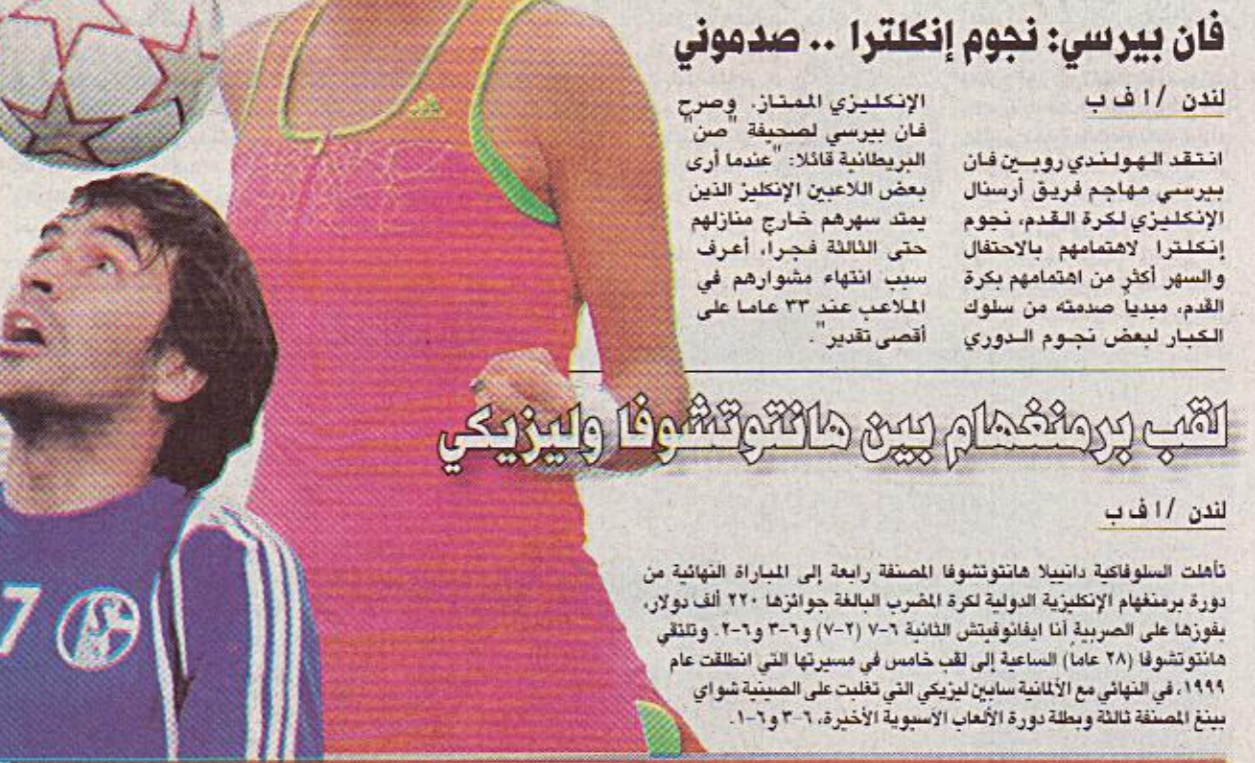 فان بيرسي: نجوم إنكلترا .. صدموني
لندن /ا ف ب
انتقد الهولندي روبين فان
بيرسي مهاجم فريق أرسنال
الإنكليزي لكرة القدم، نجوم
إنكلترا لاهتمامهم بالاحتفال
والسهر أكثر من اهتمامهم بكرة
القدم، مبدياً صدمته من سلوك
الكبار لبعض نجوم الدوري
الإنكليزي الممتاز. وصرح
فان بيرسي لصحيفة "صن"
البريطانية قائلا: "عندما أرى
بعض اللاعبين الإنكليز الذين
يمتد سهرهم خارج منازلهم
حتى الثالثة فجرا، أعرف
سبب انتهاء مشوارهم في
الملاعب عند ٣٣ عاما على
أقصى تقدير".
لقب برمنغهام بين هانتوتشوفا وليزيكي
لندن /ا ف ب
تأهلت السلوفاكية دانييلا هانتوتشوفا المصنفة رابعة إلى المباراة النهائية من
دورة برمنغهام الإنكليزية الدولية لكرة المضرب البالغة جوائزها ٢٢٠ ألف دولار،
بفوزها على الصربية أنا ايفانوفيتش الثانية ٦-٧ (٢-٧) و٦-٣ و٦-٢. وتلتقي
هانتوتشوفا (٢٨ عاما) الساعية إلى لقب خامس في مسيرتها التي انطلقت عام
١٩٩٩، في النهائي مع الألمانية سابين ليزيكي التي تغلبت على الصينية شواي
بينغ المصنفة ثالثة وبطلة دورة الألعاب الآسيوية الأخيرة، ٦-٣ و٦-١.
adidas
7
S